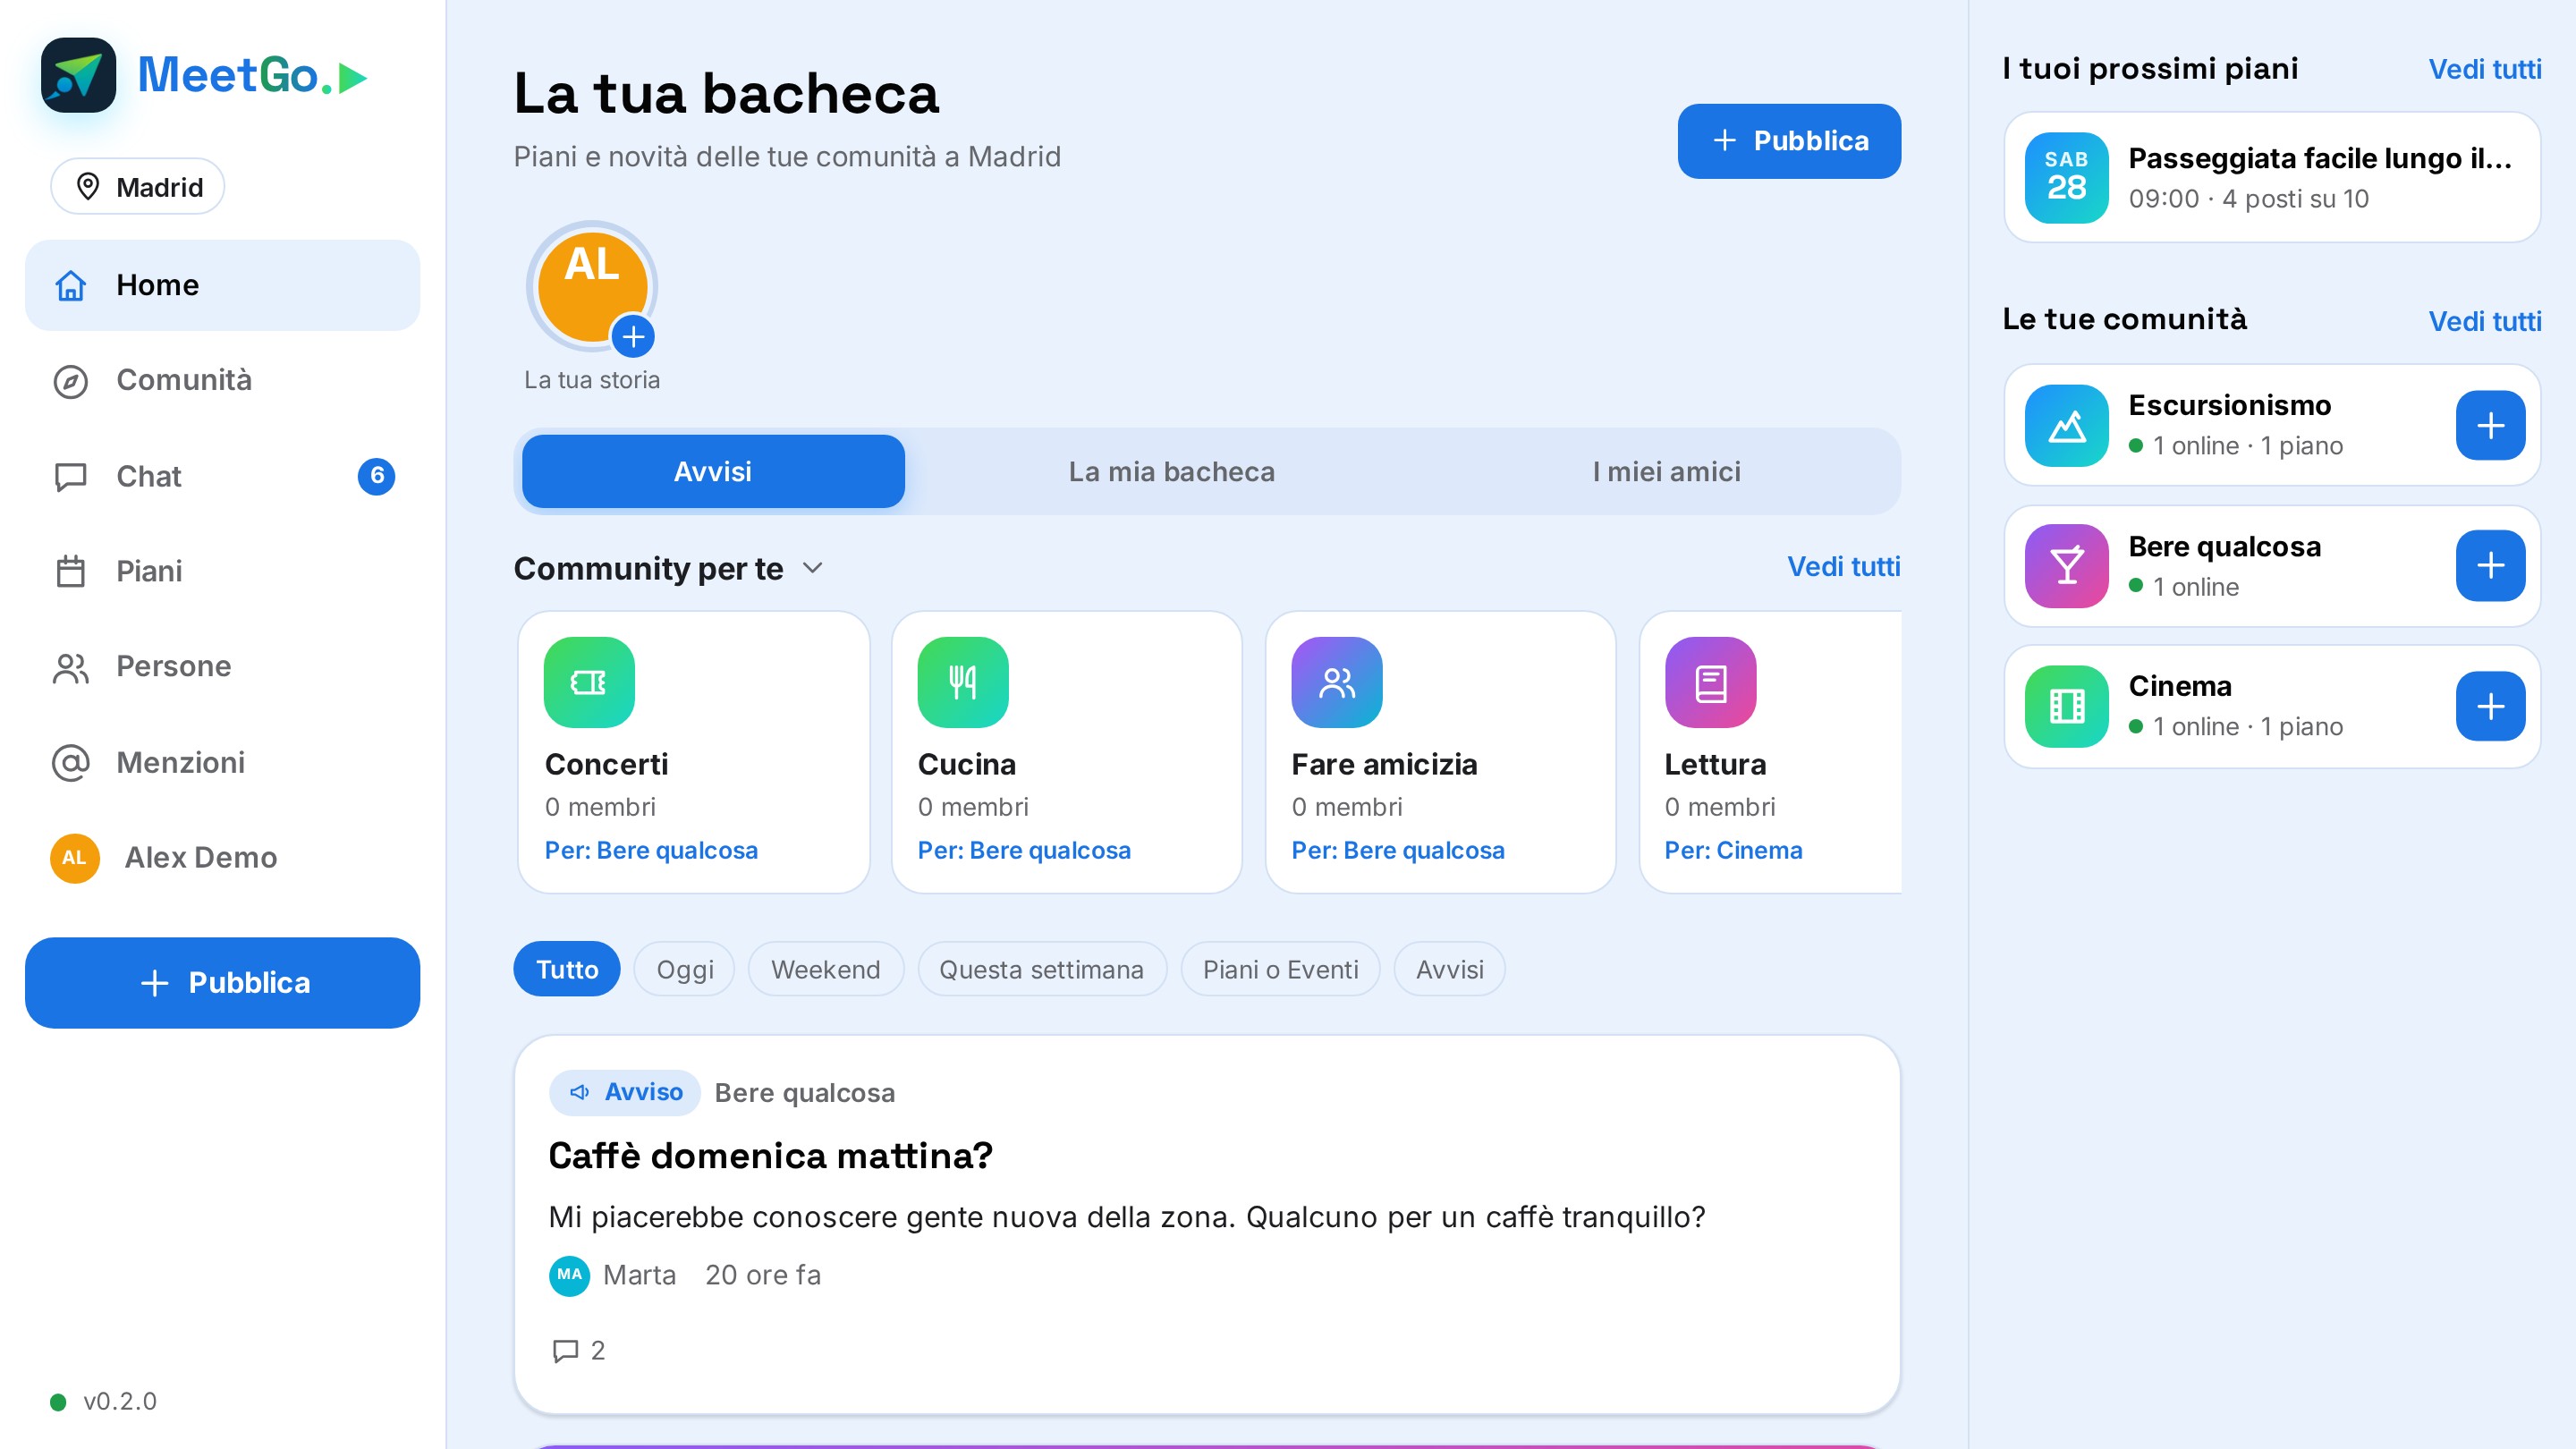 MeetGo.
Madrid
Home
Comunità
Chat
6
Piani
Persone
Menzioni
AL
Alex Demo
+ Pubblica
v0.2.0
La tua bacheca
Piani e novità delle tue comunità a Madrid
+ Pubblica
AL
La tua storia
Avvisi
La mia bacheca
I miei amici
Community per te
Vedi tutti
Concerti
0 membri
Per: Bere qualcosa
Cucina
0 membri
Per: Bere qualcosa
Fare amicizia
0 membri
Per: Bere qualcosa
Lettura
0 membri
Per: Cinema
Tutto
Oggi
Weekend
Questa settimana
Piani o Eventi
Avvisi
Avviso Bere qualcosa
Caffè domenica mattina?
Mi piacerebbe conoscere gente nuova della zona. Qualcuno per un caffè tranquillo?
MA Marta 20 ore fa
2
I tuoi prossimi piani
Vedi tutti
SAB
28
Passeggiata facile lungo il...
09:00 · 4 posti su 10
Le tue comunità
Vedi tutti
Escursionismo
1 online · 1 piano
Bere qualcosa
1 online
Cinema
1 online · 1 piano